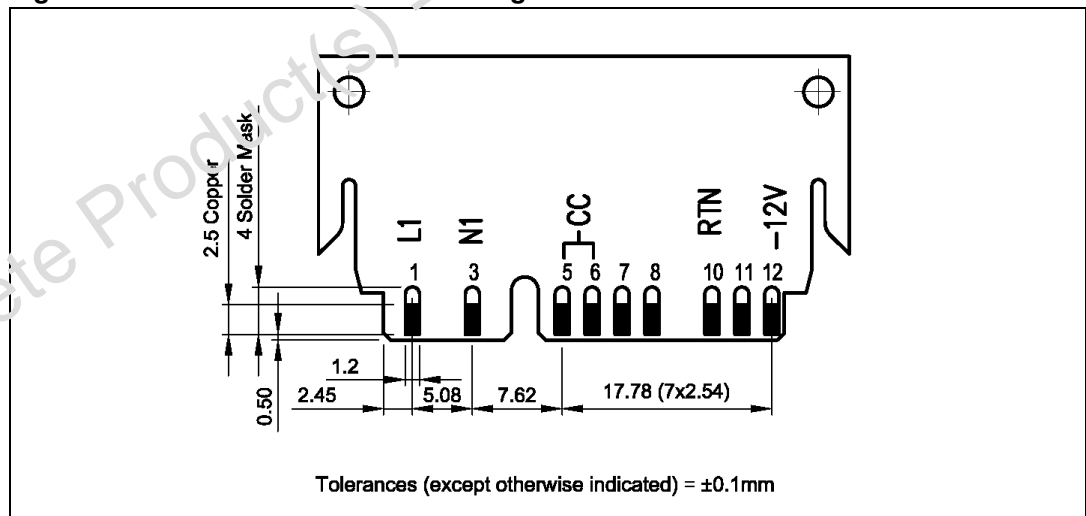 2.5 Copper
4 Solder Mask
L1
N1
CC
RTN
–12V
1
3
5
6
7
8
10
11
12
0.50
1.2
2.45
5.08
7.62
17.78 (7x2.54)
Tolerances (except otherwise indicated) = ±0.1mm
ete Product(s)